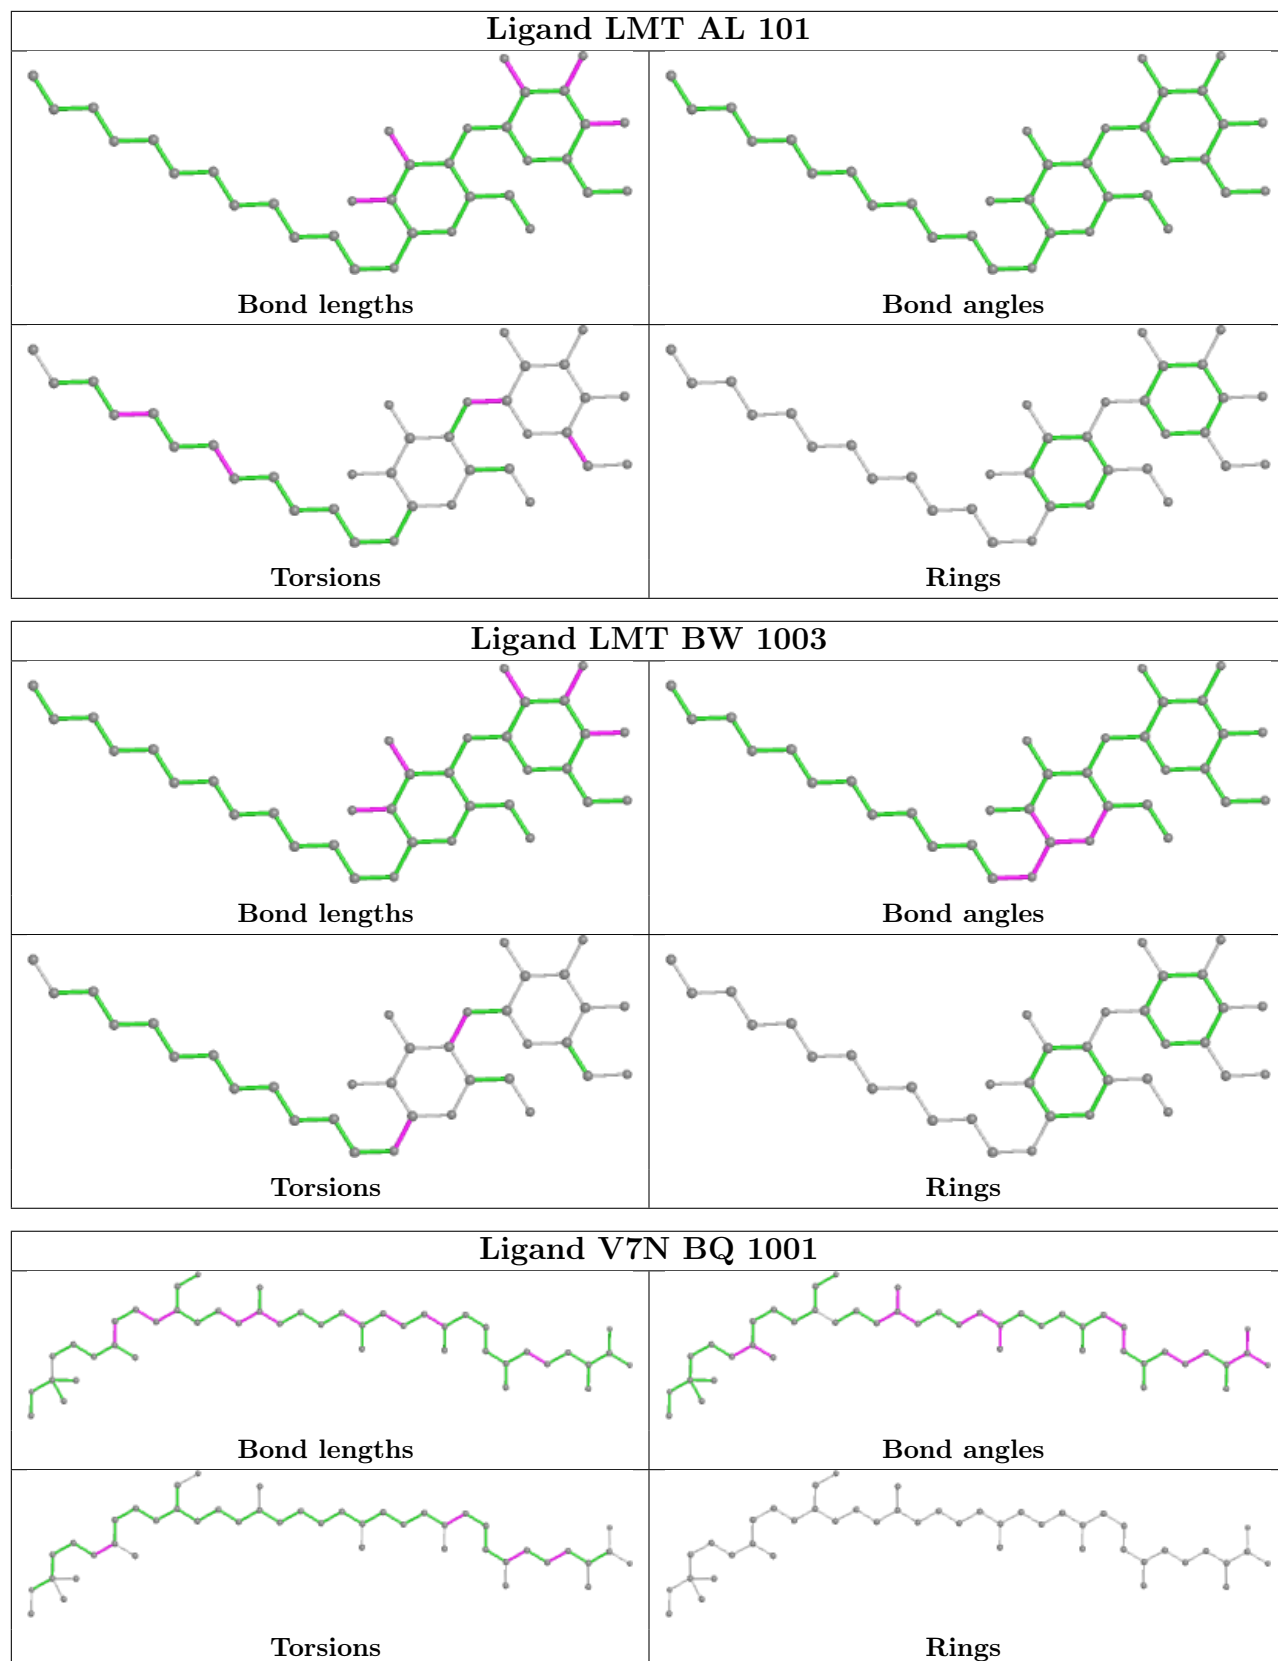 Ligand LMT AL 101
Bond lengths
Bond angles
Torsions
Rings
Ligand LMT BW 1003
Bond lengths
Bond angles
Torsions
Rings
Ligand V7N BQ 1001
Bond lengths
Bond angles
Torsions
Rings